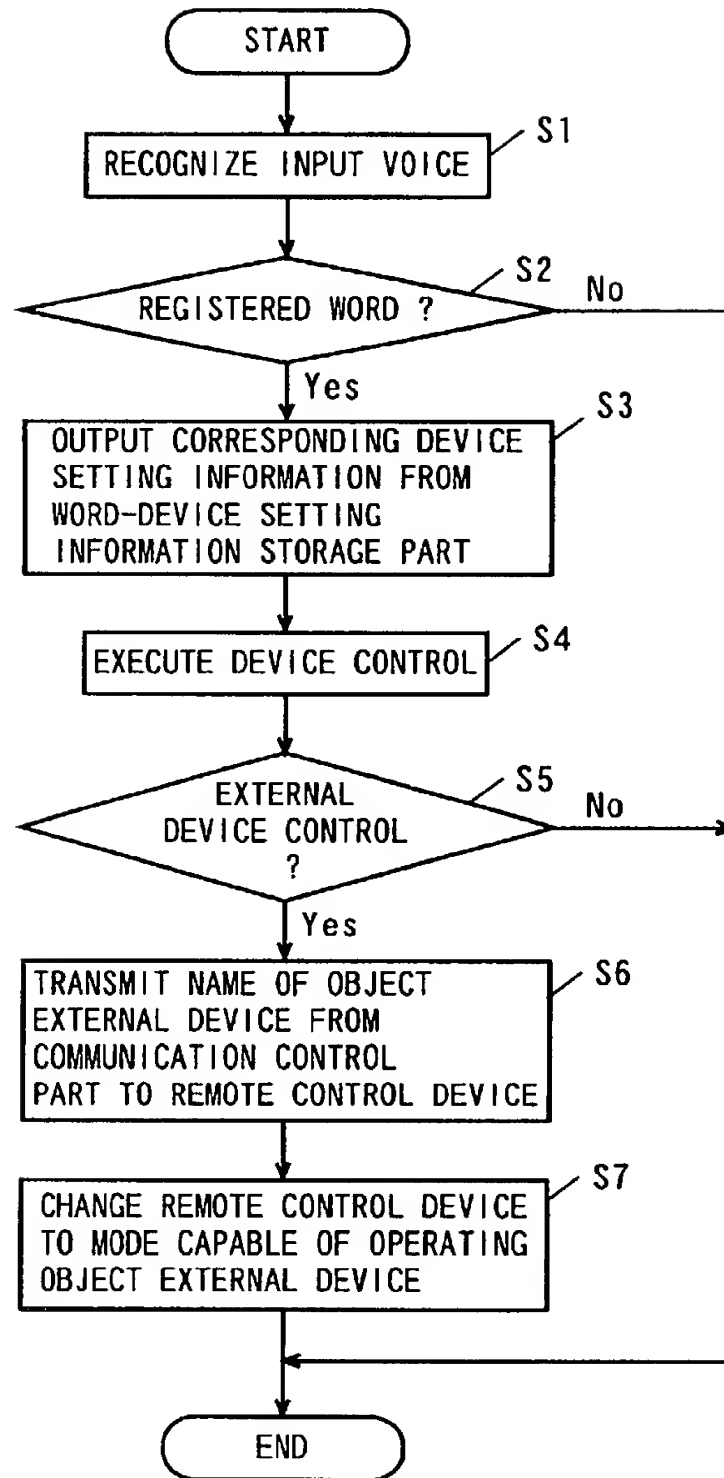 START
S1
RECOGNIZE INPUT VOICE
S2
REGISTERED WORD ?
No
Yes
S3
OUTPUT CORRESPONDING DEVICE
SETTING INFORMATION FROM
WORD-DEVICE SETTING
INFORMATION STORAGE PART
S4
EXECUTE DEVICE CONTROL
S5
EXTERNAL
DEVICE CONTROL
?
No
Yes
S6
TRANSMIT NAME OF OBJECT
EXTERNAL DEVICE FROM
COMMUNICATION CONTROL
PART TO REMOTE CONTROL DEVICE
S7
CHANGE REMOTE CONTROL DEVICE
TO MODE CAPABLE OF OPERATING
OBJECT EXTERNAL DEVICE
END